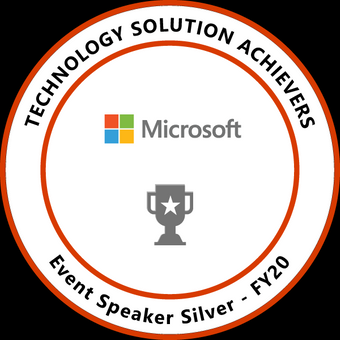 TECHNOLOGY SOLUTION ACHIEVERS
Microsoft
Event Speaker Silver - FY20